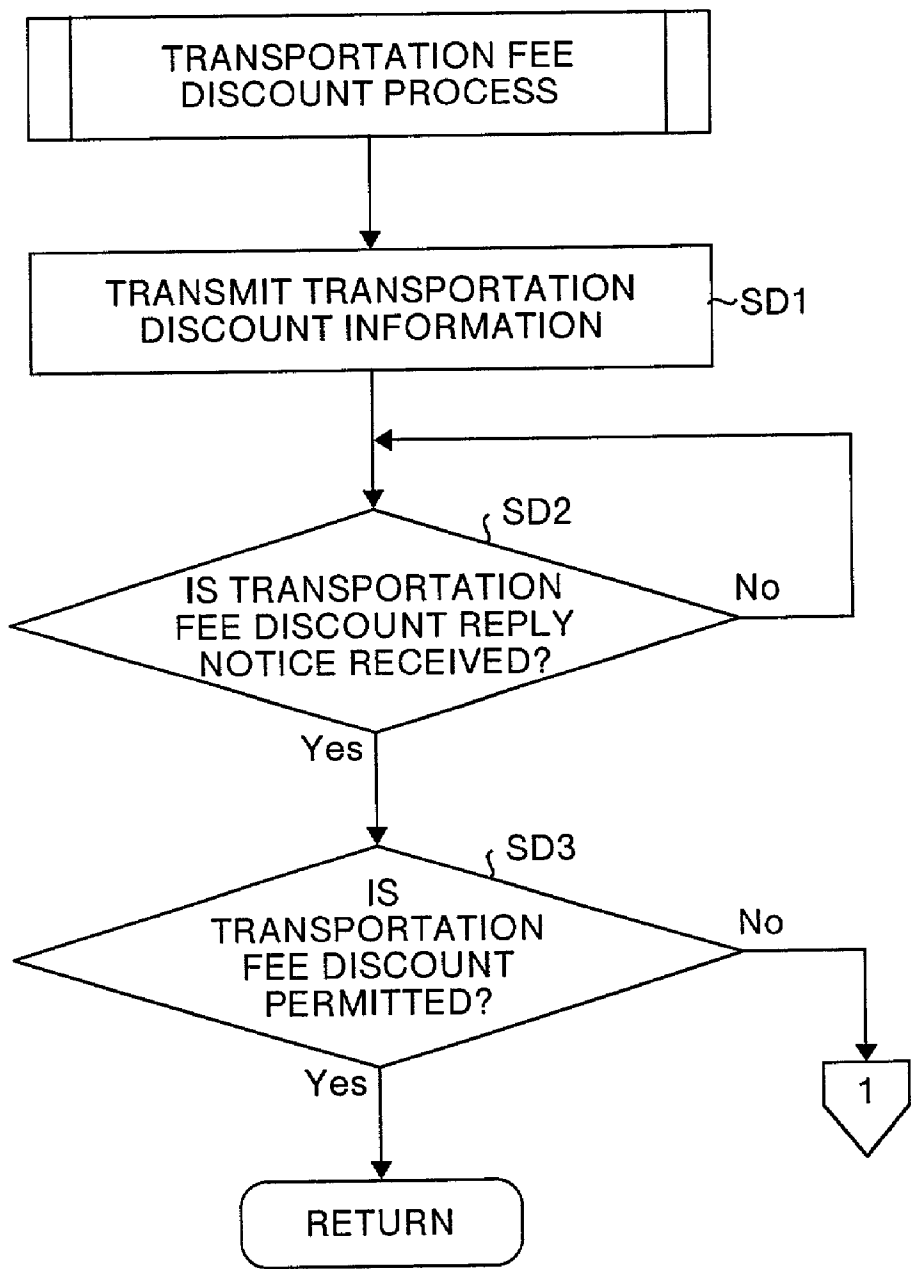 TRANSPORTATION FEE
DISCOUNT PROCESS
TRANSMIT TRANSPORTATION
DISCOUNT INFORMATION
SD1
SD2
IS TRANSPORTATION
FEE DISCOUNT REPLY
NOTICE RECEIVED?
No
Yes
SD3
IS
TRANSPORTATION
FEE DISCOUNT
PERMITTED?
No
Yes
1
RETURN